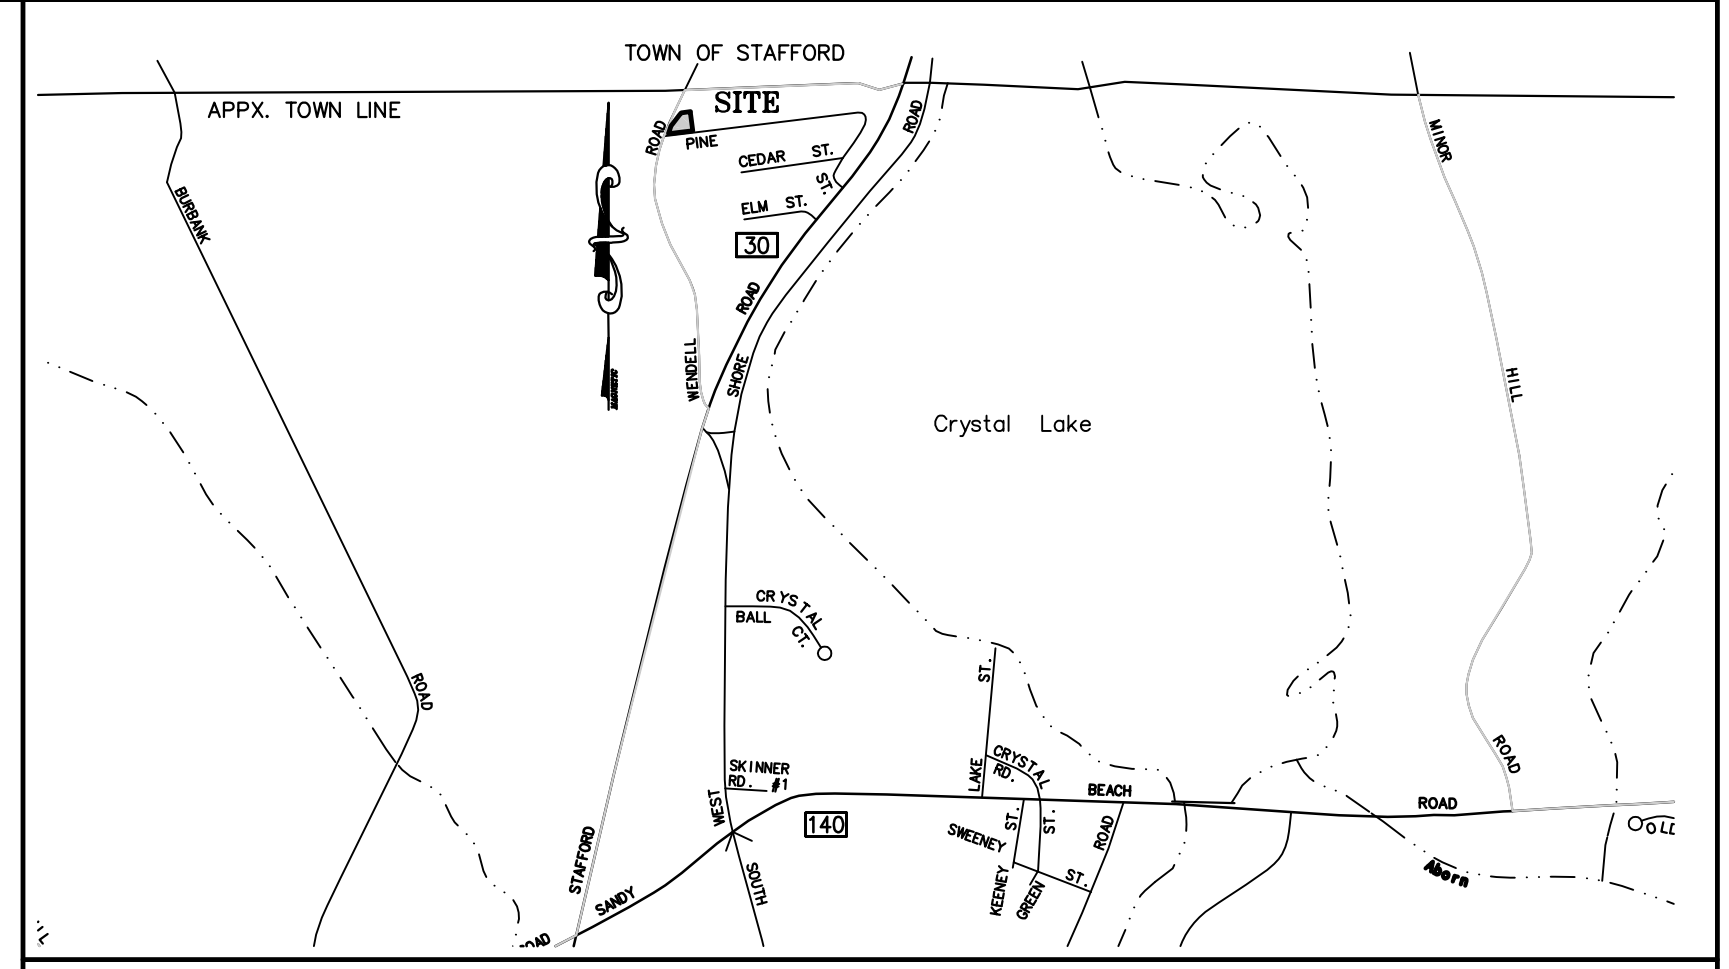 TOWN OF STAFFORD
APPX. TOWN LINE
SITE
ROAD
PINE
CEDAR ST.
ST.
ELM ST.
30
ROAD
WENDELL
SHORE
ROAD
MAGNETIC
BURBANK
ROAD
Crystal Lake
MINOR
HILL
ROAD
CRYSTAL
BALL
CT.
SKINNER
RD. #1
WEST
SOUTH
140
STAFFORD
SANDY
BEACH
ROAD
LAKE
ST.
CRYSTAL
RD.
SWEENEY
ST.
ST.
KEENEY
GREEN
ST.
ROAD
Aborn